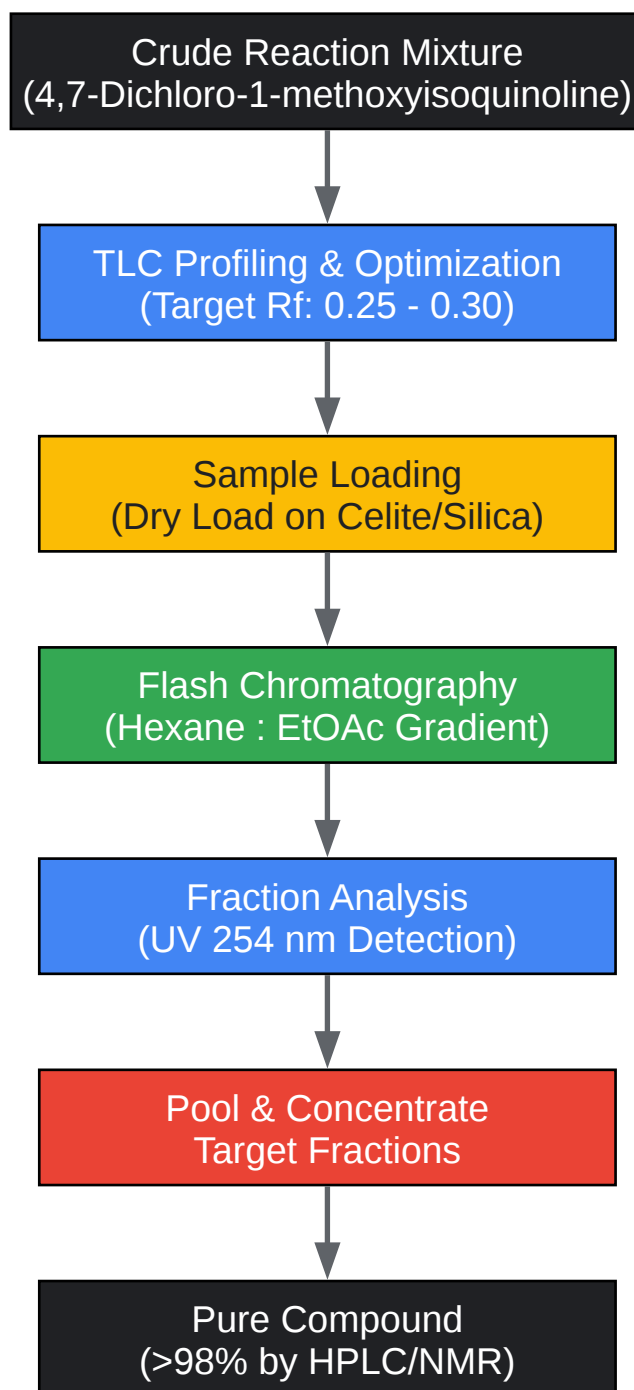 Crude Reaction Mixture
(4,7-Dichloro-1-methoxyisoquinoline)
TLC Profiling & Optimization
(Target Rf: 0.25 - 0.30)
Sample Loading
(Dry Load on Celite/Silica)
Flash Chromatography
(Hexane : EtOAc Gradient)
Fraction Analysis
(UV 254 nm Detection)
Pool & Concentrate
Target Fractions
Pure Compound
(>98% by HPLC/NMR)